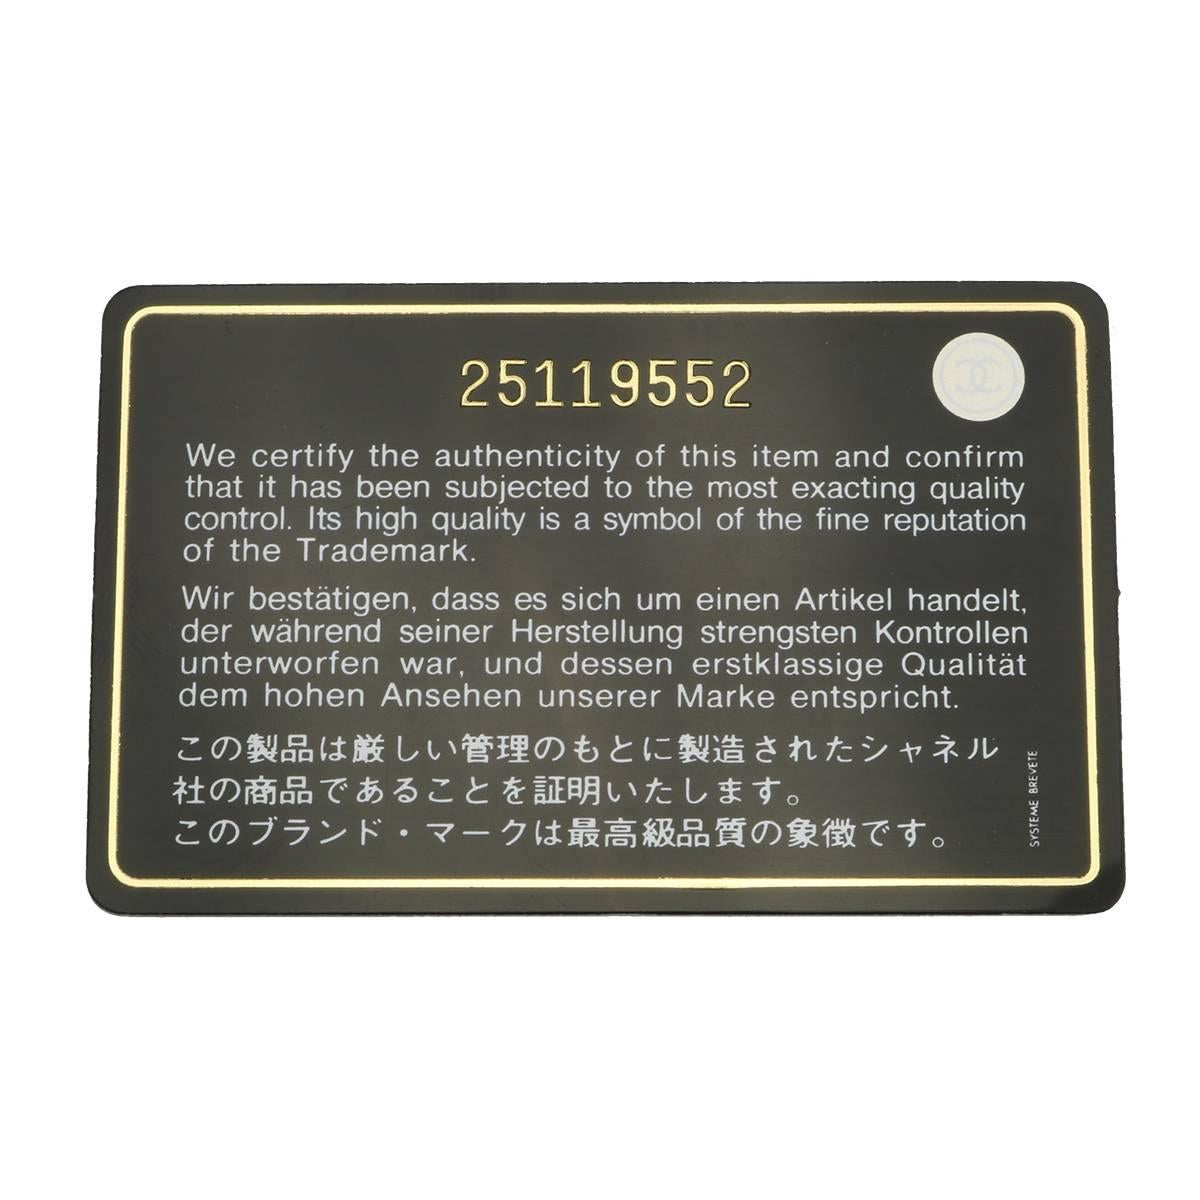 25119552
We certify the authenticity of this item and confirm
that it has been subjected to the most exacting quality
control. Its high quality is a symbol of the fine reputation
of the Trademark.
Wir bestätigen, dass es sich um einen Artikel handelt,
der während seiner Herstellung strengsten Kontrollen
unterworfen war, und dessen erstklassige Qualität
dem hohen Ansehen unserer Marke entspricht.
この製品は厳しい管理のもとに製造されたシャネル
社の商品であることを証明いたします。
このブランド・マークは最高級品質の象徴です。
SYSTEME BREVETE